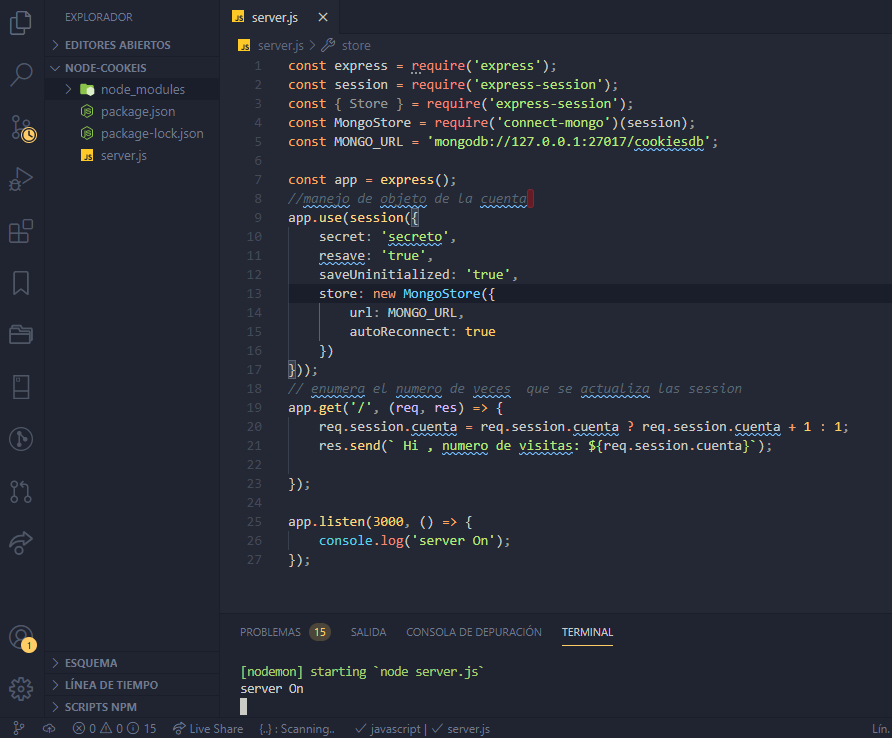 EXPLORADOR
EDITORES ABIERTOS
NODE-COOKEIS
node_modules
package.json
package-lock.json
JS server.js
JS server.js ×
JS server.js > store
1 const express = require('express');
2 const session = require('express-session');
3 const { Store } = require('express-session');
4 const MongoStore = require('connect-mongo')(session);
5 const MONGO_URL = 'mongodb://127.0.0.1:27017/cookiesdb';
6
7 const app = express();
8 //manejo de objeto de la cuenta
9 app.use(session({
10 secret: 'secreto',
11 resave: 'true',
12 saveUninitialized: 'true',
13 store: new MongoStore({
14 url: MONGO_URL,
15 autoReconnect: true
16 })
17 }));
18 // enumera el numero de veces  que se actualiza las session
19 app.get('/', (req, res) => {
20 req.session.cuenta = req.session.cuenta ? req.session.cuenta + 1 : 1;
21 res.send(` Hi , numero de visitas: ${req.session.cuenta}`);
22
23 });
24
25 app.listen(3000, () => {
26 console.log('server On');
27 });
PROBLEMAS 15 SALIDA CONSOLA DE DEPURACIÓN TERMINAL
[nodemon] starting `node server.js`
server On
1
ESQUEMA
LÍNEA DE TIEMPO
SCRIPTS NPM
0 0 15 Live Share {..} : Scanning.. ✓ javascript | ✓ server.js Lín.